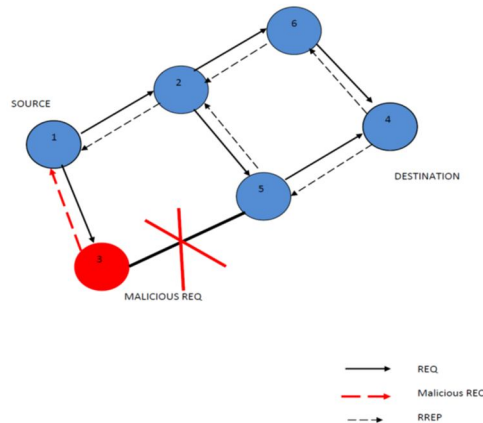 6
2
SOURCE
1
4
DESTINATION
5
3
MALICIOUS REQ
REQ
Malicious REQ
RREP